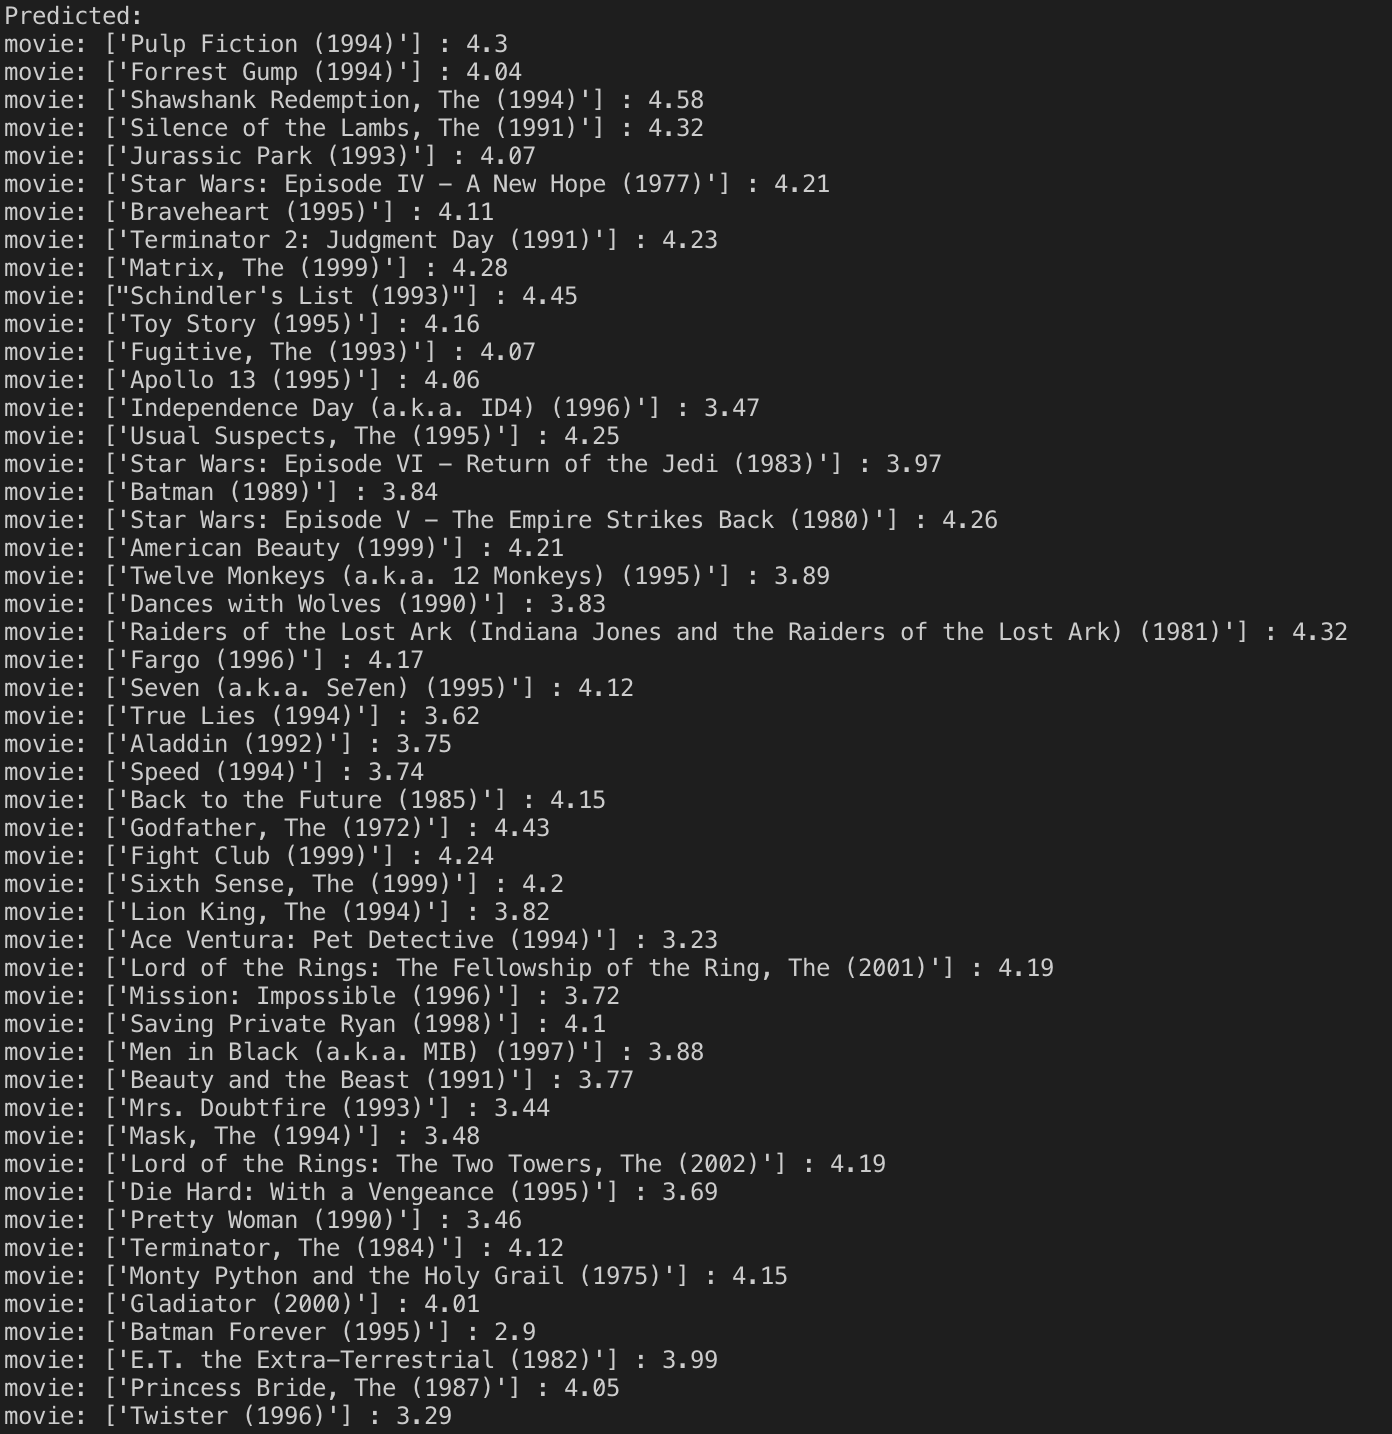 Predicted:
movie: ['Pulp Fiction (1994)'] : 4.3
movie: ['Forrest Gump (1994)'] : 4.04
movie: ['Shawshank Redemption, The (1994)'] : 4.58
movie: ['Silence of the Lambs, The (1991)'] : 4.32
movie: ['Jurassic Park (1993)'] : 4.07
movie: ['Star Wars: Episode IV - A New Hope (1977)'] : 4.21
movie: ['Braveheart (1995)'] : 4.11
movie: ['Terminator 2: Judgment Day (1991)'] : 4.23
movie: ['Matrix, The (1999)'] : 4.28
movie: ["Schindler's List (1993)"] : 4.45
movie: ['Toy Story (1995)'] : 4.16
movie: ['Fugitive, The (1993)'] : 4.07
movie: ['Apollo 13 (1995)'] : 4.06
movie: ['Independence Day (a.k.a. ID4) (1996)'] : 3.47
movie: ['Usual Suspects, The (1995)'] : 4.25
movie: ['Star Wars: Episode VI - Return of the Jedi (1983)'] : 3.97
movie: ['Batman (1989)'] : 3.84
movie: ['Star Wars: Episode V - The Empire Strikes Back (1980)'] : 4.26
movie: ['American Beauty (1999)'] : 4.21
movie: ['Twelve Monkeys (a.k.a. 12 Monkeys) (1995)'] : 3.89
movie: ['Dances with Wolves (1990)'] : 3.83
movie: ['Raiders of the Lost Ark (Indiana Jones and the Raiders of the Lost Ark) (1981)'] : 4.32
movie: ['Fargo (1996)'] : 4.17
movie: ['Seven (a.k.a. Se7en) (1995)'] : 4.12
movie: ['True Lies (1994)'] : 3.62
movie: ['Aladdin (1992)'] : 3.75
movie: ['Speed (1994)'] : 3.74
movie: ['Back to the Future (1985)'] : 4.15
movie: ['Godfather, The (1972)'] : 4.43
movie: ['Fight Club (1999)'] : 4.24
movie: ['Sixth Sense, The (1999)'] : 4.2
movie: ['Lion King, The (1994)'] : 3.82
movie: ['Ace Ventura: Pet Detective (1994)'] : 3.23
movie: ['Lord of the Rings: The Fellowship of the Ring, The (2001)'] : 4.19
movie: ['Mission: Impossible (1996)'] : 3.72
movie: ['Saving Private Ryan (1998)'] : 4.1
movie: ['Men in Black (a.k.a. MIB) (1997)'] : 3.88
movie: ['Beauty and the Beast (1991)'] : 3.77
movie: ['Mrs. Doubtfire (1993)'] : 3.44
movie: ['Mask, The (1994)'] : 3.48
movie: ['Lord of the Rings: The Two Towers, The (2002)'] : 4.19
movie: ['Die Hard: With a Vengeance (1995)'] : 3.69
movie: ['Pretty Woman (1990)'] : 3.46
movie: ['Terminator, The (1984)'] : 4.12
movie: ['Monty Python and the Holy Grail (1975)'] : 4.15
movie: ['Gladiator (2000)'] : 4.01
movie: ['Batman Forever (1995)'] : 2.9
movie: ['E.T. the Extra-Terrestrial (1982)'] : 3.99
movie: ['Princess Bride, The (1987)'] : 4.05
movie: ['Twister (1996)'] : 3.29